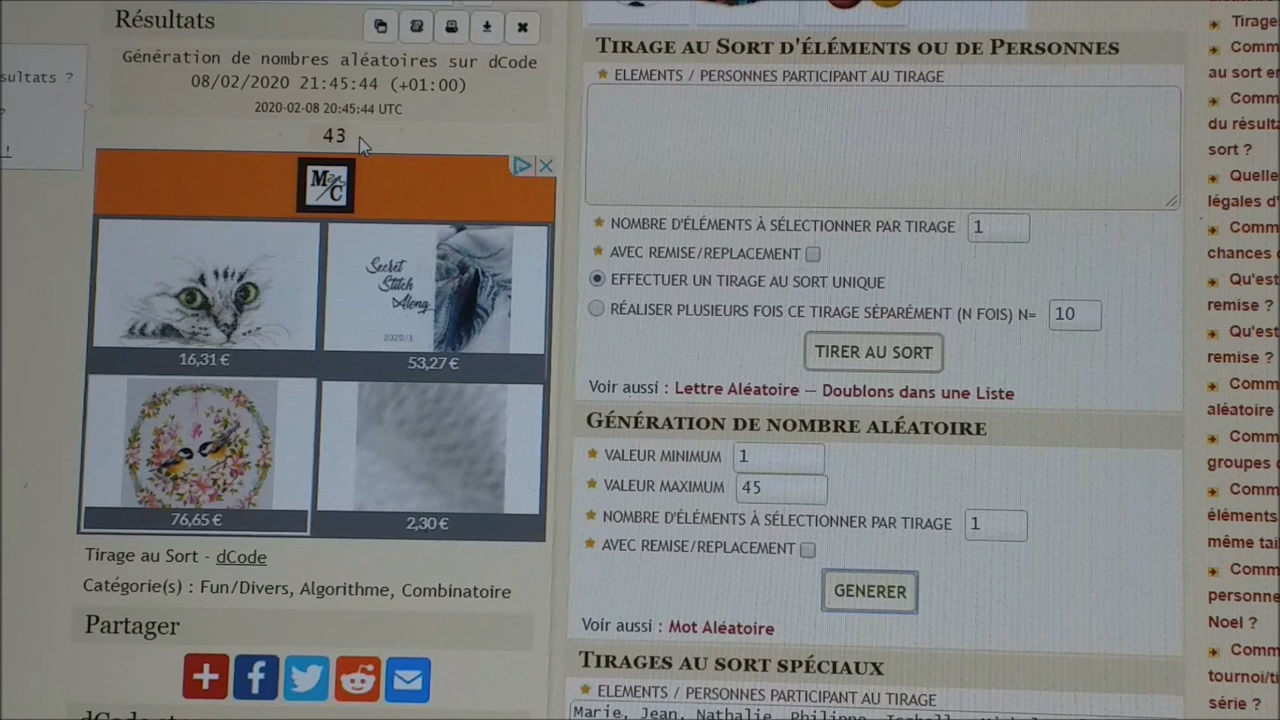 Résultats
sultats ?
?
!
Génération de nombres aléatoires sur dCode
08/02/2020 21:45:44 (+01:00)
2020-02-08 20:45:44 UTC
43
M C
Secret
Stitch
Along
2020/1
16,31 €
53,27 €
76,65 €
2,30 €
Tirage au Sort - dCode
Catégorie(s) : Fun/Divers, Algorithme, Combinatoire
Partager
TIRAGE AU SORT D'ÉLÉMENTS OU DE PERSONNES
ELEMENTS / PERSONNES PARTICIPANT AU TIRAGE
NOMBRE D'ÉLÉMENTS À SÉLECTIONNER PAR TIRAGE 1
AVEC REMISE/REPLACEMENT
EFFECTUER UN TIRAGE AU SORT UNIQUE
RÉALISER PLUSIEURS FOIS CE TIRAGE SÉPARÉMENT (N FOIS) N= 10
TIRER AU SORT
Voir aussi : Lettre Aléatoire — Doublons dans une Liste
GÉNÉRATION DE NOMBRE ALÉATOIRE
VALEUR MINIMUM 1
VALEUR MAXIMUM 45
NOMBRE D'ÉLÉMENTS À SÉLECTIONNER PAR TIRAGE 1
AVEC REMISE/REPLACEMENT
GENERER
Voir aussi : Mot Aléatoire
TIRAGES AU SORT SPÉCIAUX
ELEMENTS / PERSONNES PARTICIPANT AU TIRAGE
Marie, Jean, Nathalie, Philippe,
Tirage
Comm
au sort e
Comm
du résulta
sort ?
Quelle
légales d'
Comm
chances
Qu'est
remise ?
Qu'est
remise ?
Comm
aléatoire
Comm
groupes
Comm
éléments
même tai
Comm
personne
Noel ?
Comm
tournoi/ti
série ?